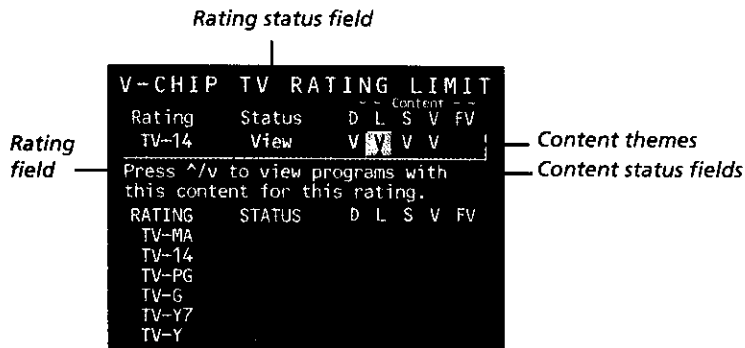 Rating status field
V-CHIP TV RATING LIMIT
- - Content - -
Rating Status D L S V FV
TV-14 View V V V V
Rating field
Content themes
Content status fields
Press ^/v to view programs with
this content for this rating.
RATING STATUS D L S V FV
TV-MA
TV-14
TV-PG
TV-G
TV-Y7
TV-Y